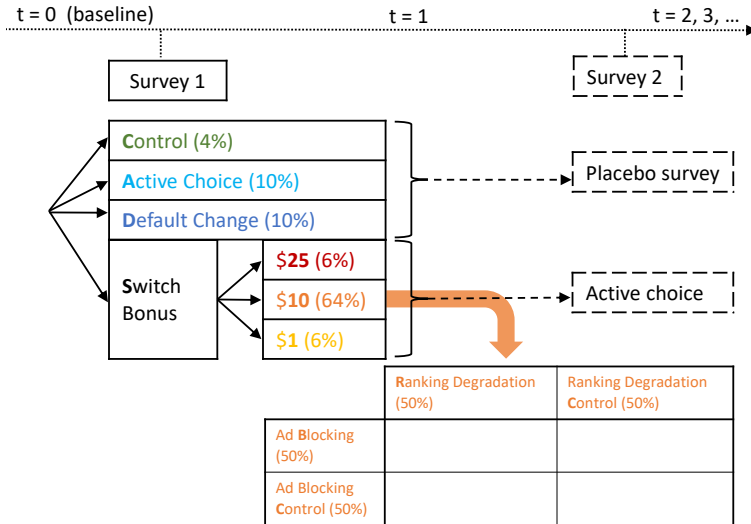 t = 0 (baseline)
t = 1
t = 2, 3, ...
Survey 1
Survey 2
Control (4%)
Active Choice (10%)
Default Change (10%)
Placebo survey
Switch
Bonus
$25 (6%)
$10 (64%)
$1 (6%)
Active choice
Ranking Degradation
(50%)
Ranking Degradation
Control (50%)
Ad Blocking
(50%)
Ad Blocking
Control (50%)